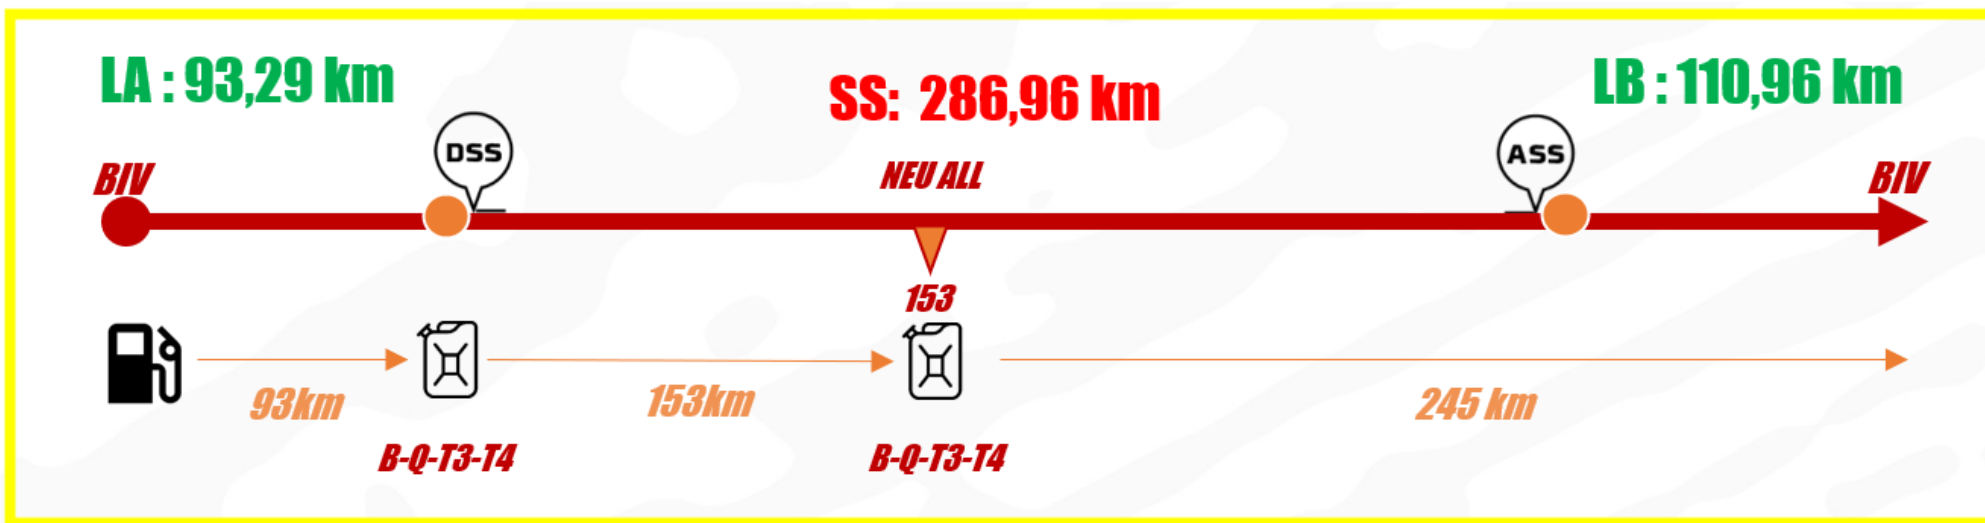 LA : 93,29 km
SS: 286,96 km
LB : 110,96 km
DSS
ASS
BIV
NEU ALL
BIV
153
93km
153km
245 km
B-Q-T3-T4
B-Q-T3-T4